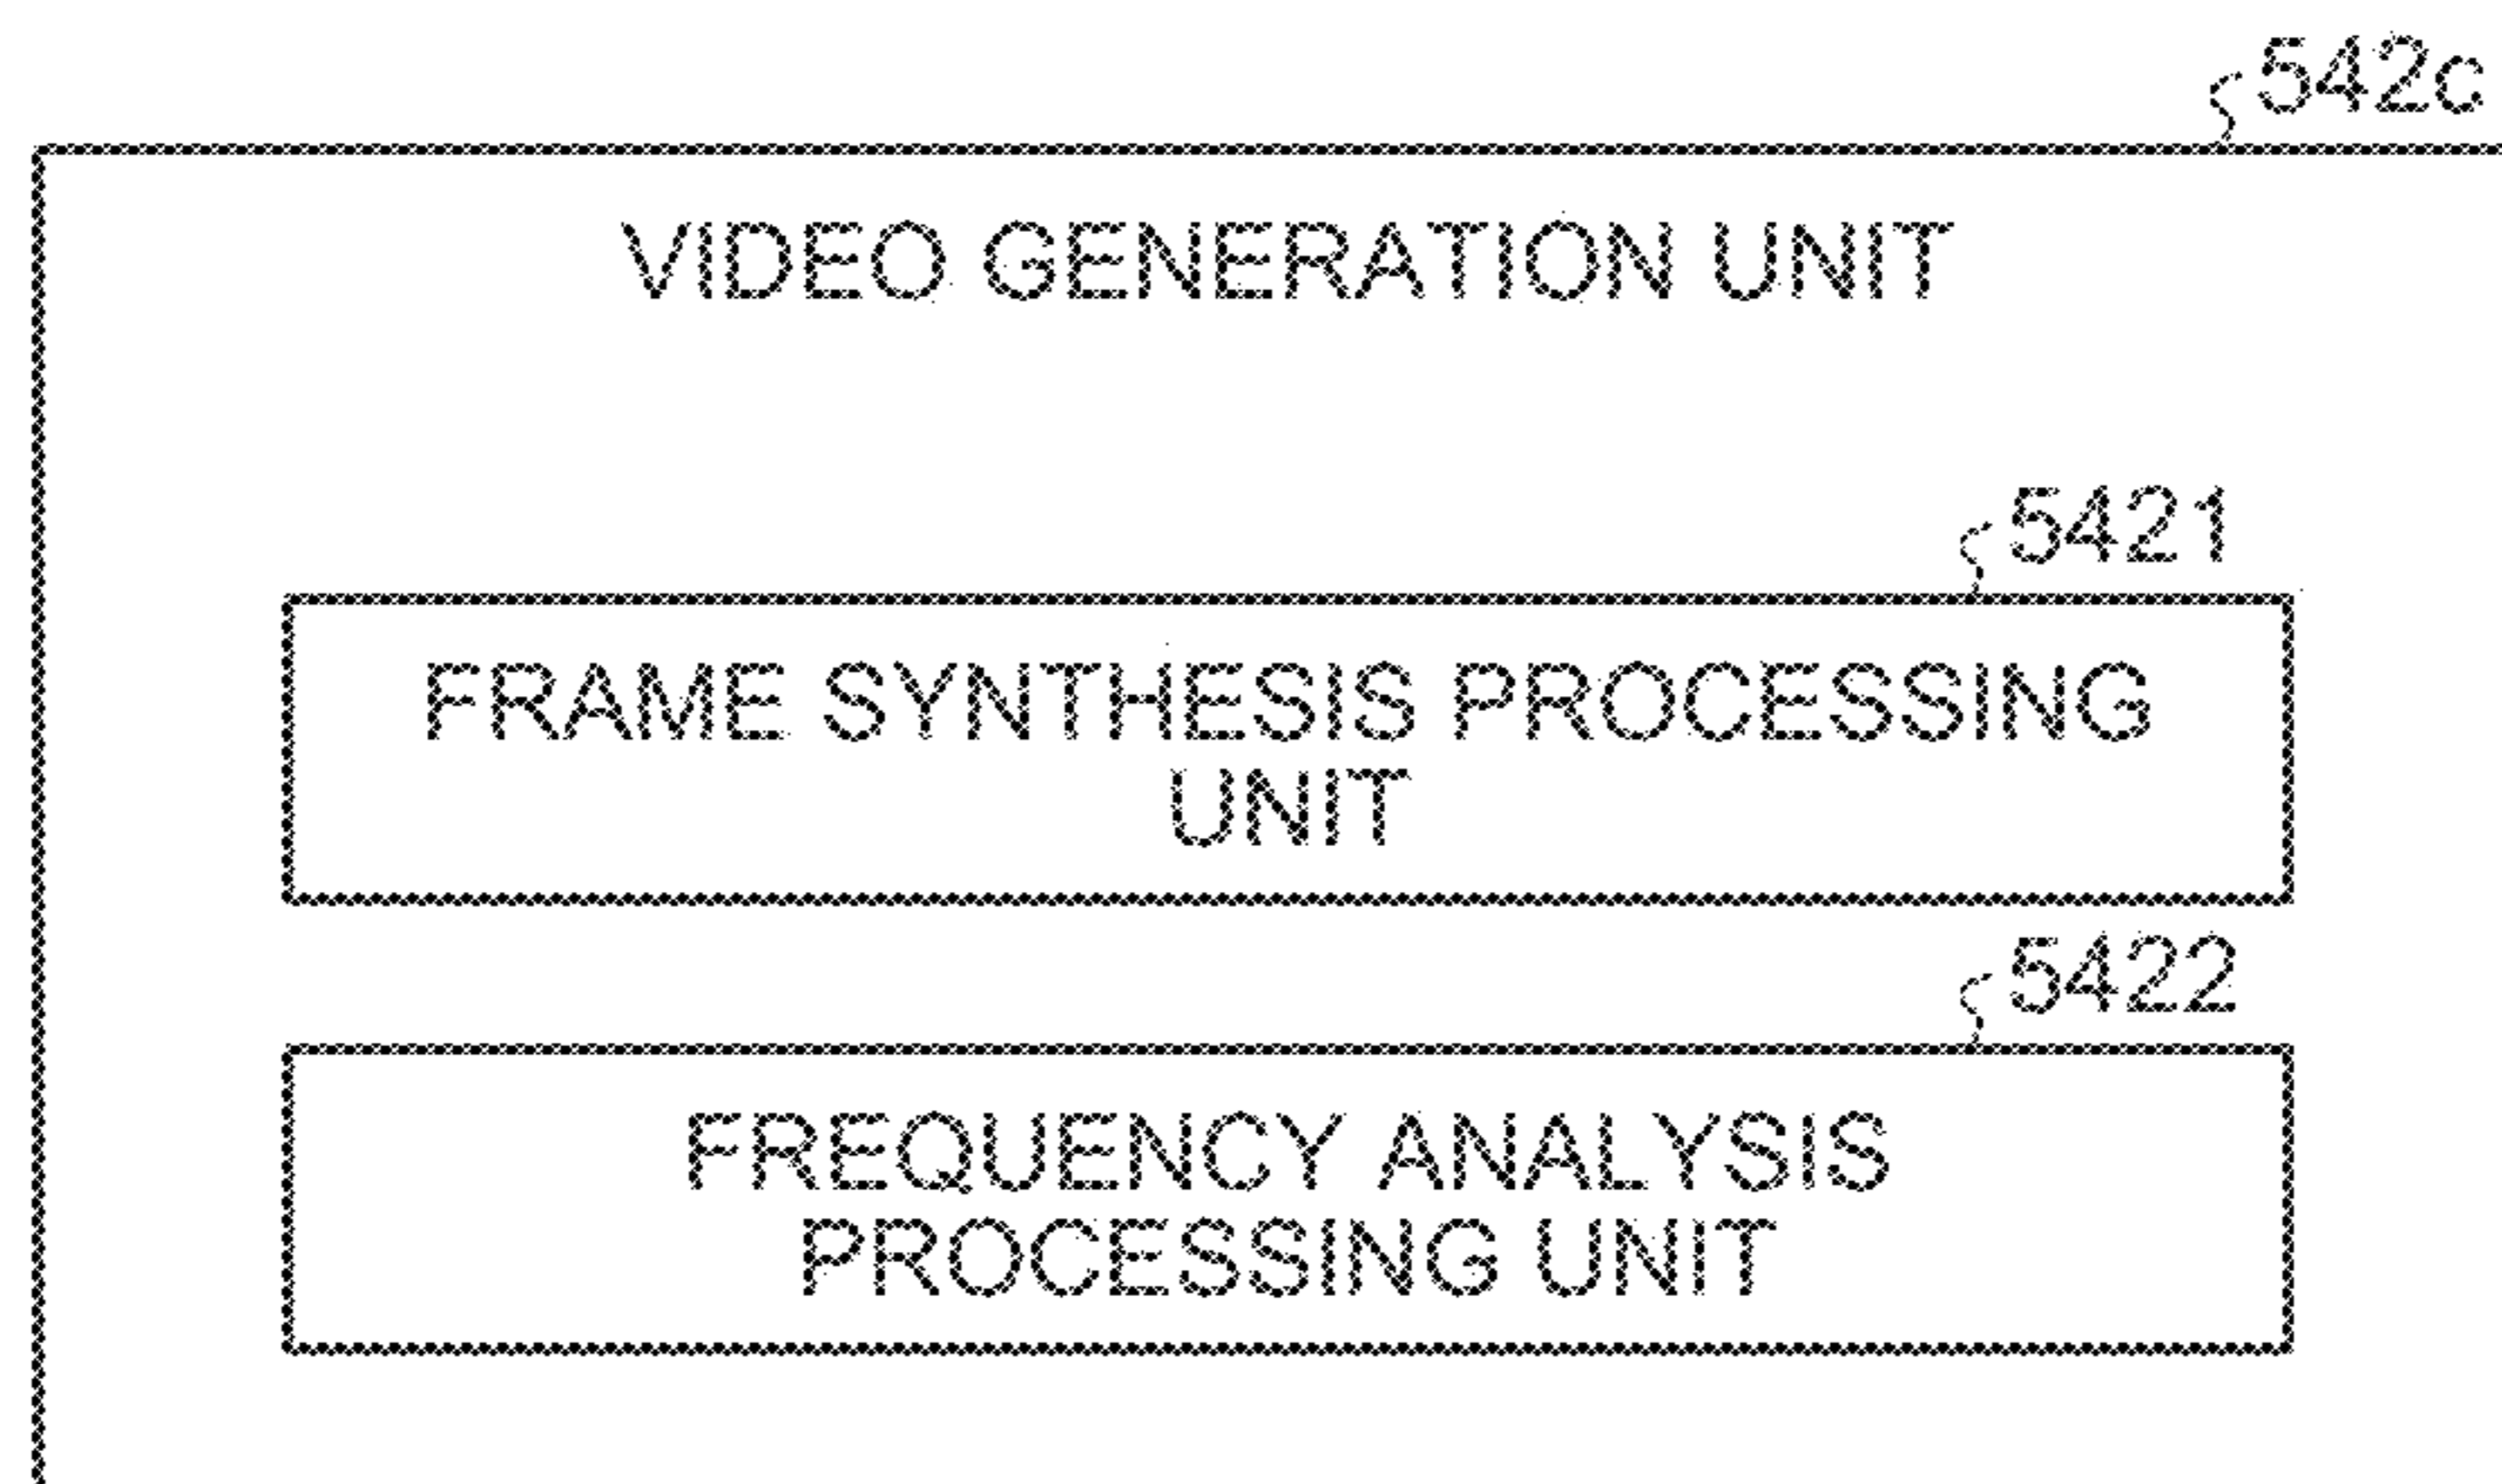 542c
VIDEO GENERATION UNIT
5421
FRAME SYNTHESIS PROCESSING
UNIT
5422
FREQUENCY ANALYSIS
PROCESSING UNIT